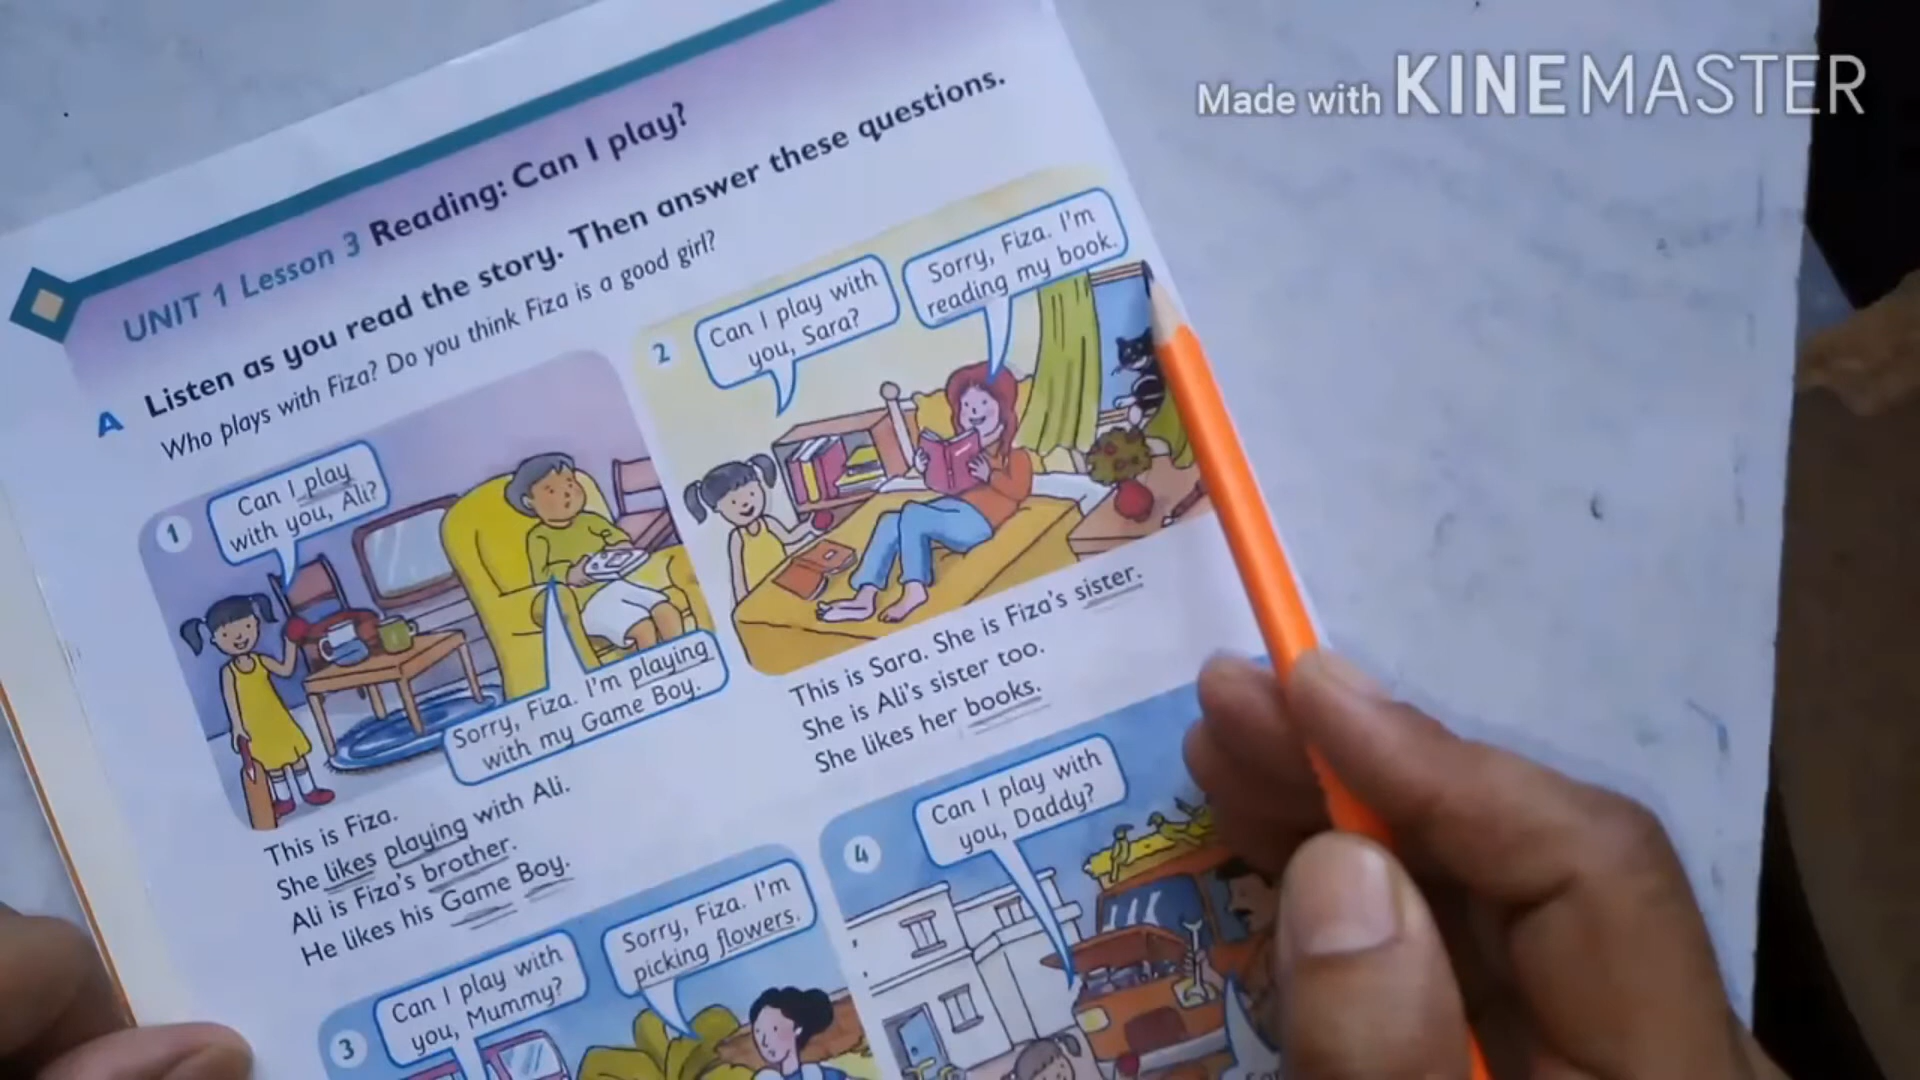 Made with KINEMASTER
UNIT 1 Lesson 3 Reading: Can I play?
A Listen as you read the story. Then answer these questions.
Who plays with Fiza? Do you think Fiza is a good girl?
1
Can I play
with you, Ali?
Sorry, Fiza. I'm playing
with my Game Boy.
This is Fiza.
She likes playing with Ali.
Ali is Fiza's brother.
He likes his Game Boy.
2
Can I play with
you, Sara?
Sorry, Fiza. I'm
reading my book.
This is Sara. She is Fiza's sister.
She is Ali's sister too.
She likes her books.
3
Can I play with
you, Mummy?
Sorry, Fiza. I'm
picking flowers.
4
Can I play with
you, Daddy?